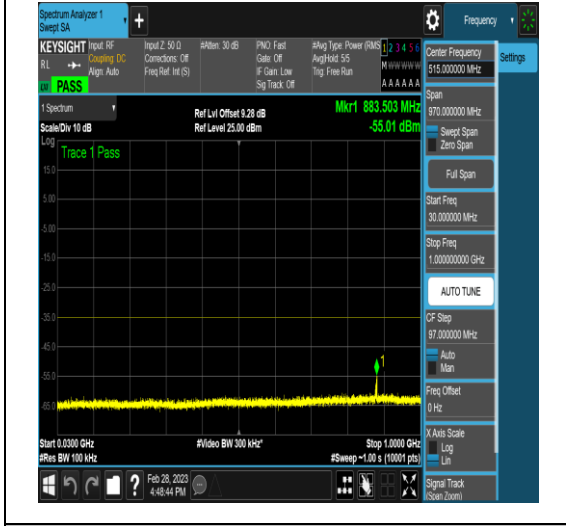 Spectrum Analyzer 1
Swept SA
+
Frequency
KEYSIGHT
RL
PASS
Input: RF
Coupling: DC
Align: Auto
Input Z: 50 Ω
Corrections: Off
Freq Ref: Int (S)
#Atten: 30 dB
PNO: Fast
Gate: Off
IF Gain: Low
Sig Track: Off
#Avg Type: Power (RMS
Avg|Hold: 5/5
Trig: Free Run
1 2 3 4 5 6
M W W W W W
A A A A A A
1 Spectrum
Scale/Div 10 dB
Ref Lvl Offset 9.28 dB
Ref Level 25.00 dBm
Mkr1 883.503 MHz
-55.01 dBm
Log
Trace 1 Pass
15.0
5.00
-5.00
-15.0
-25.0
-35.0
-45.0
-55.0
-65.0
1
Start 0.0300 GHz
#Res BW 100 kHz
#Video BW 300 kHz*
Stop 1.0000 GHz
#Sweep ~1.00 s (10001 pts)
Feb 28, 2023
4:48:44 PM
Center Frequency
515.000000 MHz
Settings
Span
970.000000 MHz
Swept Span
Zero Span
Full Span
Start Freq
30.000000 MHz
Stop Freq
1.000000000 GHz
AUTO TUNE
CF Step
97.000000 MHz
Auto
Man
Freq Offset
0 Hz
X Axis Scale
Log
Lin
Signal Track
(Span Zoom)